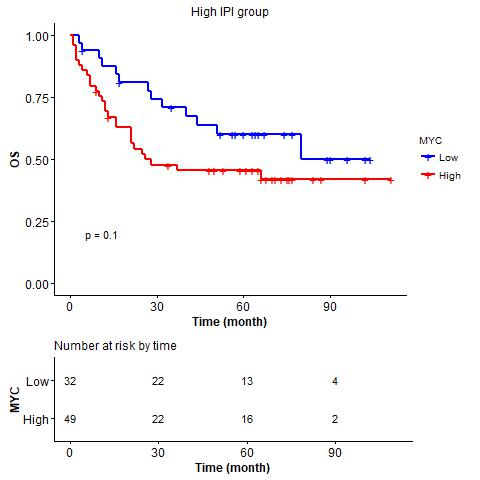 High IPI group
1.00
0.75
0.50
0.25
0.00
OS
p = 0.1
MYC
Low
High
0 30 60 90
Time (month)
Number at risk by time
MYC
Low 32 22 13 4
High 49 22 16 2
0 30 60 90
Time (month)